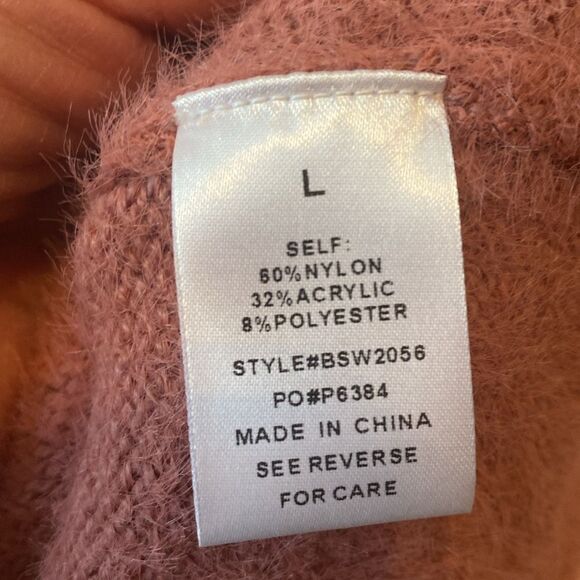 L
SELF:
60%NYLON
32%ACRYLIC
8%POLYESTER
STYLE#BSW2056
PO#P6384
MADE IN CHINA
SEE REVERSE
FOR CARE